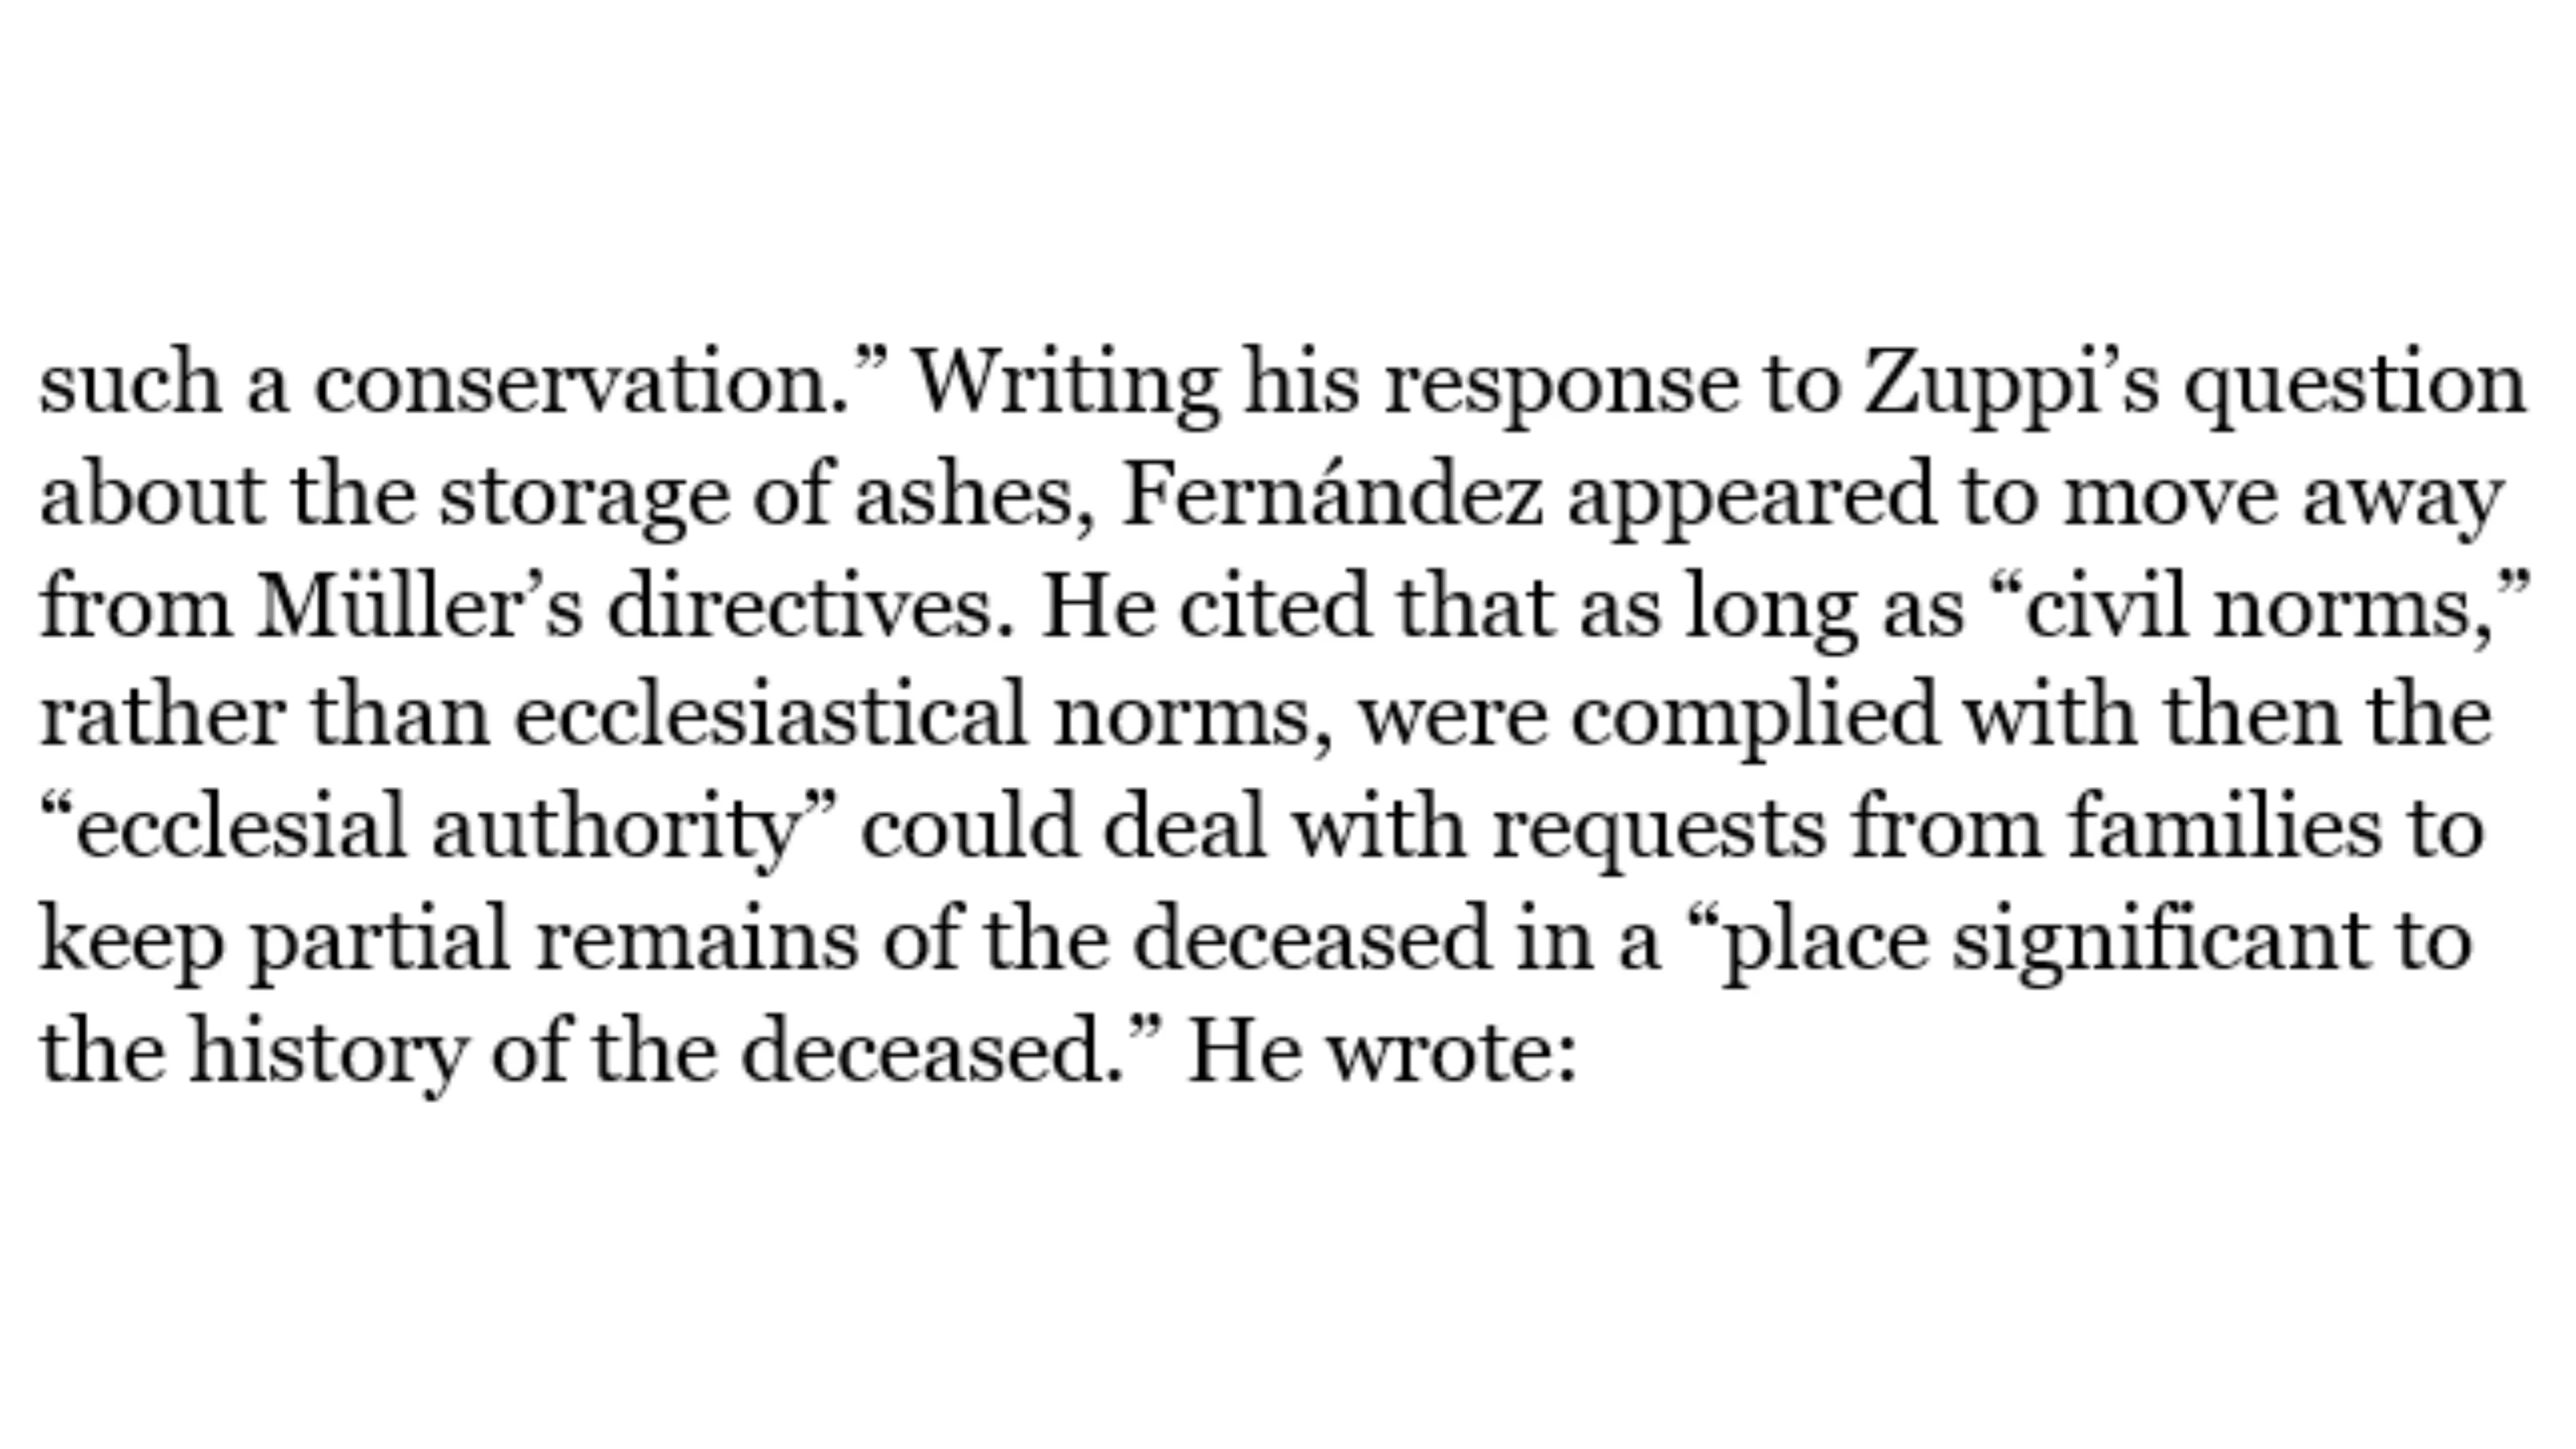 such a conservation.” Writing his response to Zuppi’s question
about the storage of ashes, Fernández appeared to move away
from Müller’s directives. He cited that as long as “civil norms,”
rather than ecclesiastical norms, were complied with then the
“ecclesial authority” could deal with requests from families to
keep partial remains of the deceased in a “place significant to
the history of the deceased.” He wrote: